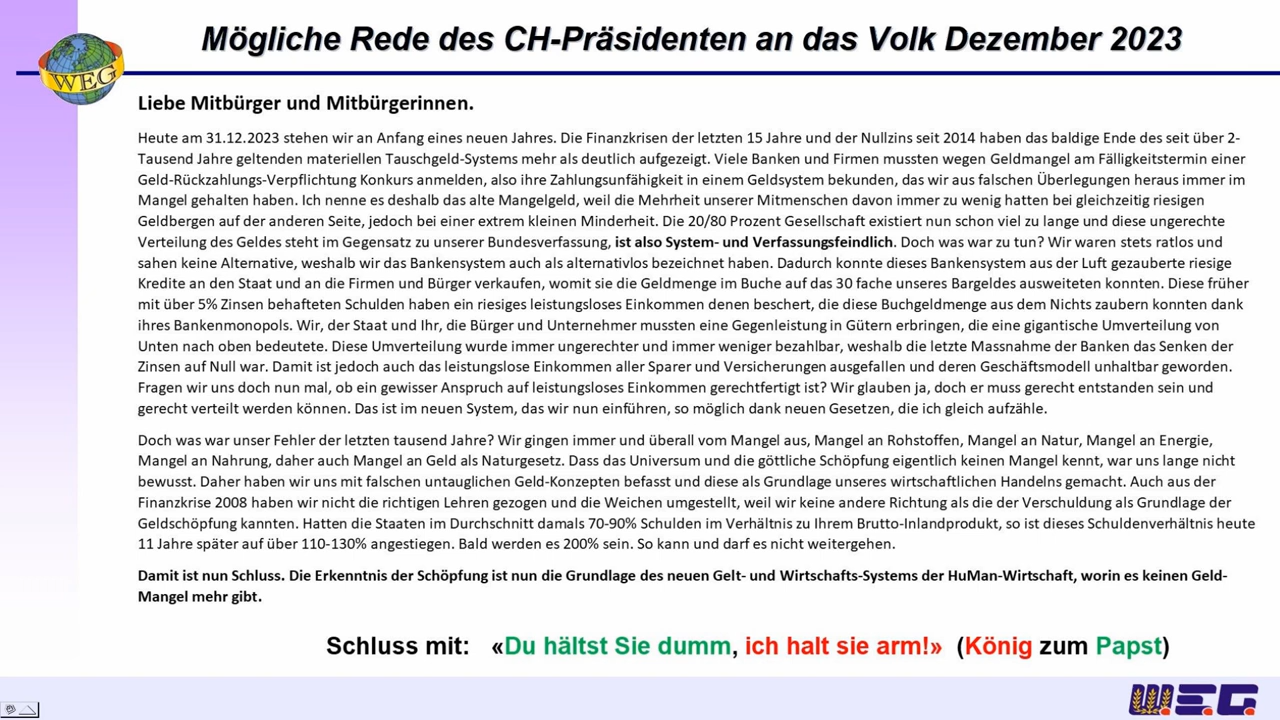 Mögliche Rede des CH-Präsidenten an das Volk Dezember 2023
WEG
Liebe Mitbürger und Mitbürgerinnen.
Heute am 31.12.2023 stehen wir an Anfang eines neuen Jahres. Die Finanzkrisen der letzten 15 Jahre und der Nullzins seit 2014 haben das baldige Ende des seit über 2-
Tausend Jahre geltenden materiellen Tauschgeld-Systems mehr als deutlich aufgezeigt. Viele Banken und Firmen mussten wegen Geldmangel am Fälligkeitstermin einer
Geld-Rückzahlungs-Verpflichtung Konkurs anmelden, also ihre Zahlungsunfähigkeit in einem Geldsystem bekunden, das wir aus falschen Überlegungen heraus immer im
Mangel gehalten haben. Ich nenne es deshalb das alte Mangelgeld, weil die Mehrheit unserer Mitmenschen davon immer zu wenig hatten bei gleichzeitig riesigen
Geldbergen auf der anderen Seite, jedoch bei einer extrem kleinen Minderheit. Die 20/80 Prozent Gesellschaft existiert nun schon viel zu lange und diese ungerechte
Verteilung des Geldes steht im Gegensatz zu unserer Bundesverfassung, ist also System- und Verfassungsfeindlich. Doch was war zu tun? Wir waren stets ratlos und
sahen keine Alternative, weshalb wir das Bankensystem auch als alternativlos bezeichnet haben. Dadurch konnte dieses Bankensystem aus der Luft gezauberte riesige
Kredite an den Staat und an die Firmen und Bürger verkaufen, womit sie die Geldmenge im Buche auf das 30 fache unseres Bargeldes ausweiteten konnten. Diese früher
mit über 5% Zinsen behafteten Schulden haben ein riesiges leistungsloses Einkommen denen beschert, die diese Buchgeldmenge aus dem Nichts zaubern konnten dank
ihres Bankenmonopols. Wir, der Staat und Ihr, die Bürger und Unternehmer mussten eine Gegenleistung in Gütern erbringen, die eine gigantische Umverteilung von
Unten nach oben bedeutete. Diese Umverteilung wurde immer ungerechter und immer weniger bezahlbar, weshalb die letzte Massnahme der Banken das Senken der
Zinsen auf Null war. Damit ist jedoch auch das leistungslose Einkommen aller Sparer und Versicherungen ausgefallen und deren Geschäftsmodell unhaltbar geworden.
Fragen wir uns doch nun mal, ob ein gewisser Anspruch auf leistungsloses Einkommen gerechtfertigt ist? Wir glauben ja, doch er muss gerecht entstanden sein und
gerecht verteilt werden können. Das ist im neuen System, das wir nun einführen, so möglich dank neuen Gesetzen, die ich gleich aufzähle.
Doch was war unser Fehler der letzten tausend Jahre? Wir gingen immer und überall vom Mangel aus, Mangel an Rohstoffen, Mangel an Natur, Mangel an Energie,
Mangel an Nahrung, daher auch Mangel an Geld als Naturgesetz. Dass das Universum und die göttliche Schöpfung eigentlich keinen Mangel kennt, war uns lange nicht
bewusst. Daher haben wir uns mit falschen untauglichen Geld-Konzepten befasst und diese als Grundlage unseres wirtschaftlichen Handelns gemacht. Auch aus der
Finanzkrise 2008 haben wir nicht die richtigen Lehren gezogen und die Weichen umgestellt, weil wir keine andere Richtung als die der Verschuldung als Grundlage der
Geldschöpfung kannten. Hatten die Staaten im Durchschnitt damals 70-90% Schulden im Verhältnis zu Ihrem Brutto-Inlandprodukt, so ist dieses Schuldenverhältnis heute
11 Jahre später auf über 110-130% angestiegen. Bald werden es 200% sein. So kann und darf es nicht weitergehen.
Damit ist nun Schluss. Die Erkenntnis der Schöpfung ist nun die Grundlage des neuen Gelt- und Wirtschafts-Systems der HuMan-Wirtschaft, worin es keinen Geld-
Mangel mehr gibt.
Schluss mit: «Du hältst Sie dumm, ich halt sie arm!» (König zum Papst)
W.E.G.